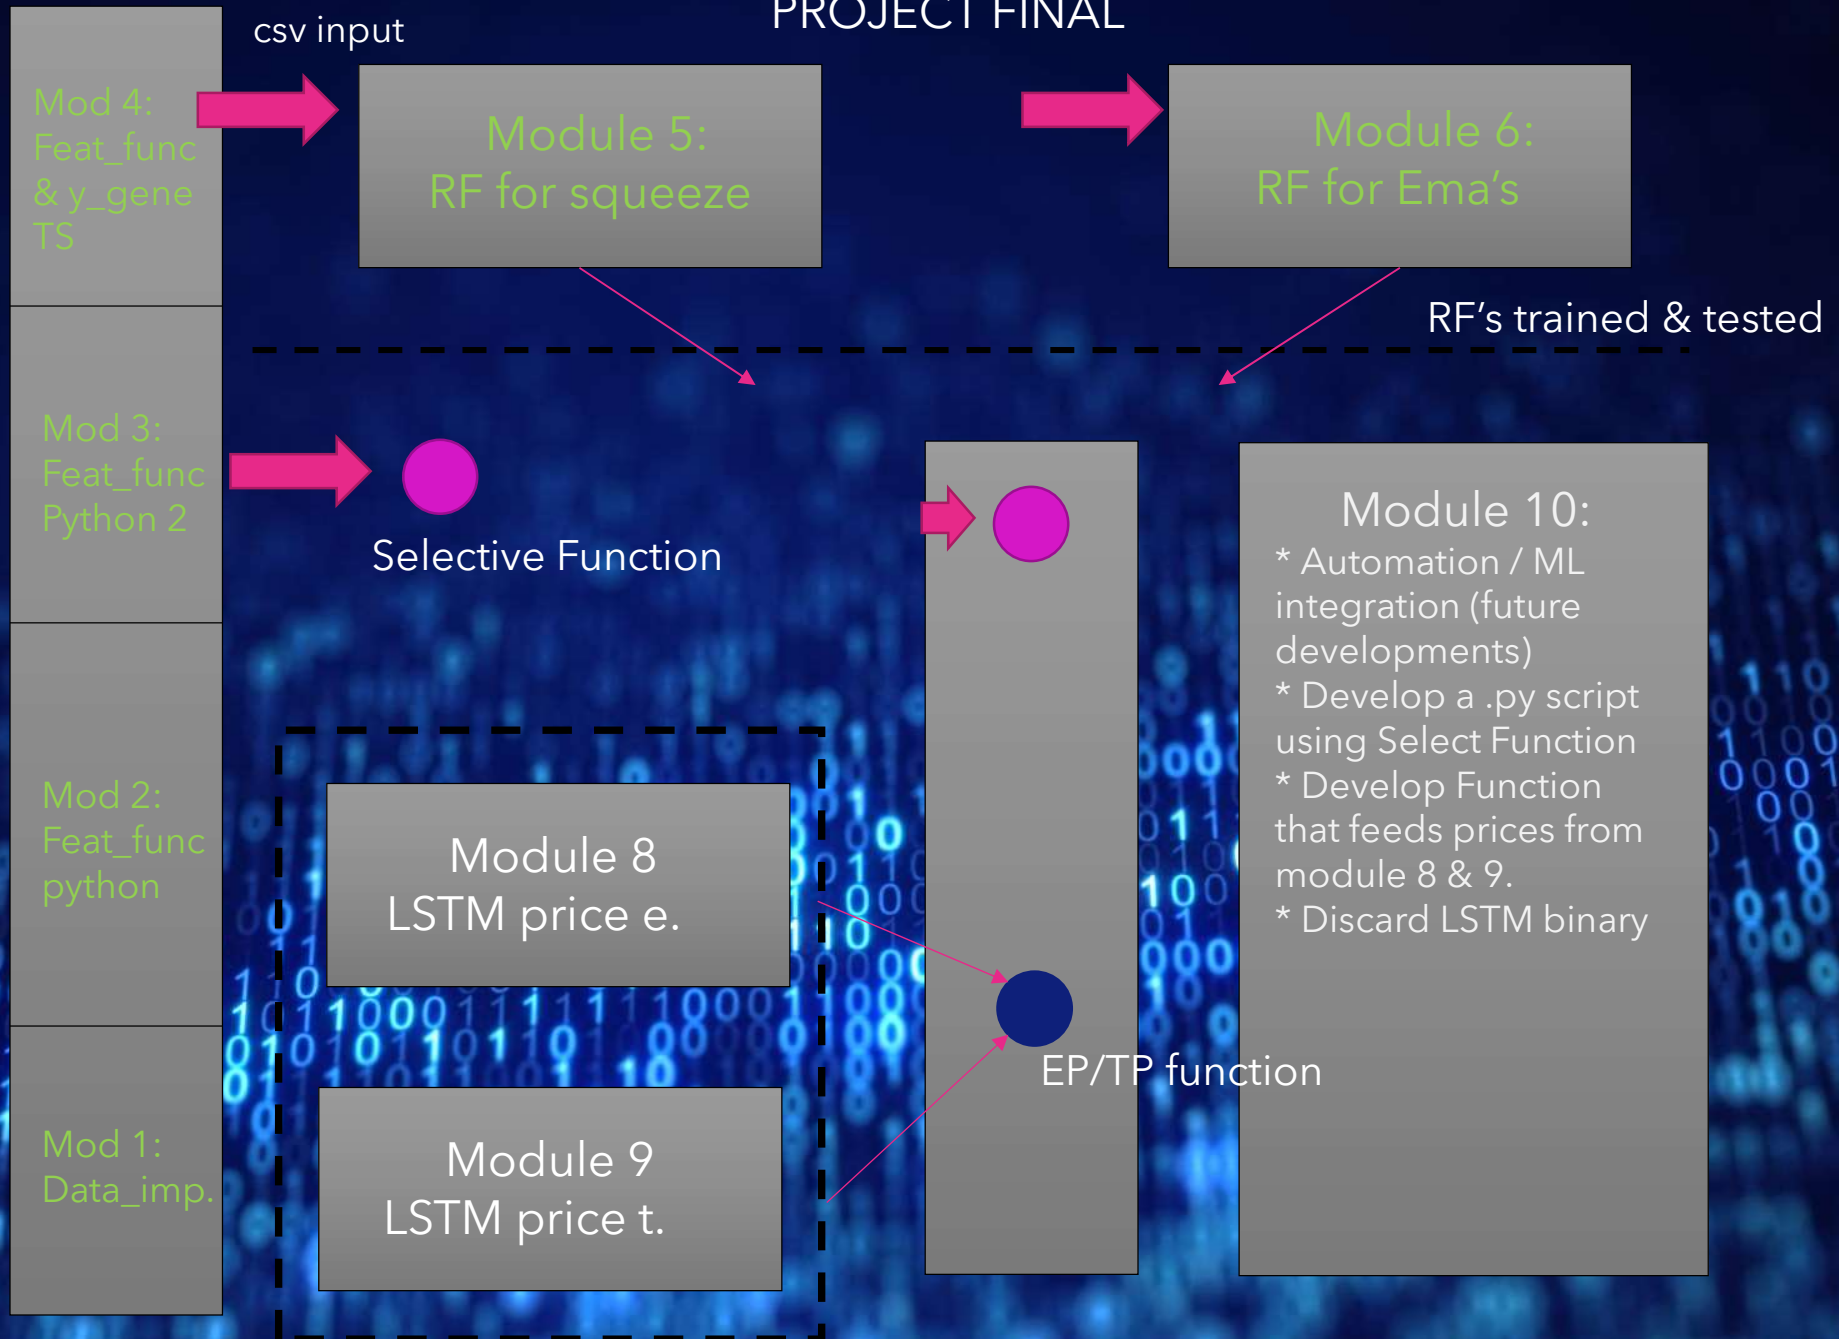 PROJECT FINAL
csv input
Mod 4:
Feat_func
& y_gene
TS
Module 5:
RF for squeeze
Module 6:
RF for Ema’s
RF’s trained & tested
Mod 3:
Feat_func
Python 2
Selective Function
Module 10:
* Automation / ML
integration (future
developments)
* Develop a .py script
using Select Function
* Develop Function
that feeds prices from
module 8 & 9.
* Discard LSTM binary
Mod 2:
Feat_func
python
Module 8
LSTM price e.
EP/TP function
Mod 1:
Data_imp.
Module 9
LSTM price t.